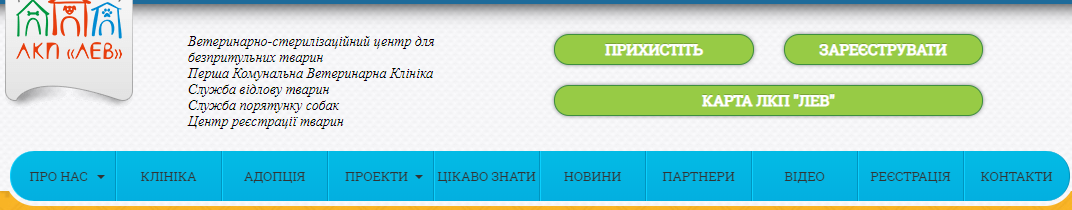 ЛКП «ЛЕВ»
Ветеринарно-стерилізаційний центр для
безпритульних тварин
Перша Комунальна Ветеринарна Клініка
Служба відлову тварин
Служба порятунку собак
Центр реєстрації тварин
ПРИХИСТІТЬ
ЗАРЕЄСТРУВАТИ
КАРТА ЛКП "ЛЕВ"
ПРО НАС КЛІНІКА АДОПЦІЯ ПРОЕКТИ ЦІКАВО ЗНАТИ НОВИНИ ПАРТНЕРИ ВІДЕО РЕЄСТРАЦІЯ КОНТАКТИ